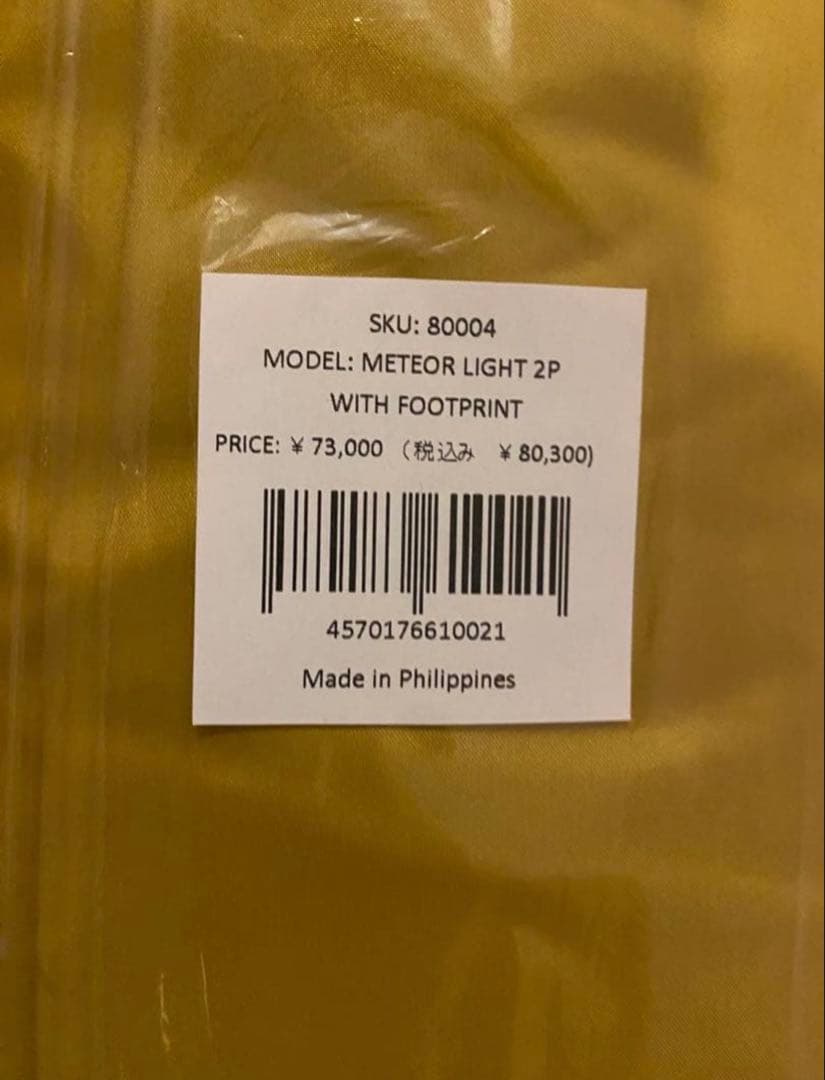 SKU: 80004
MODEL: METEOR LIGHT 2P
WITH FOOTPRINT
PRICE: ¥ 73,000 （税込み ¥ 80,300)
4570176610021
Made in Philippines